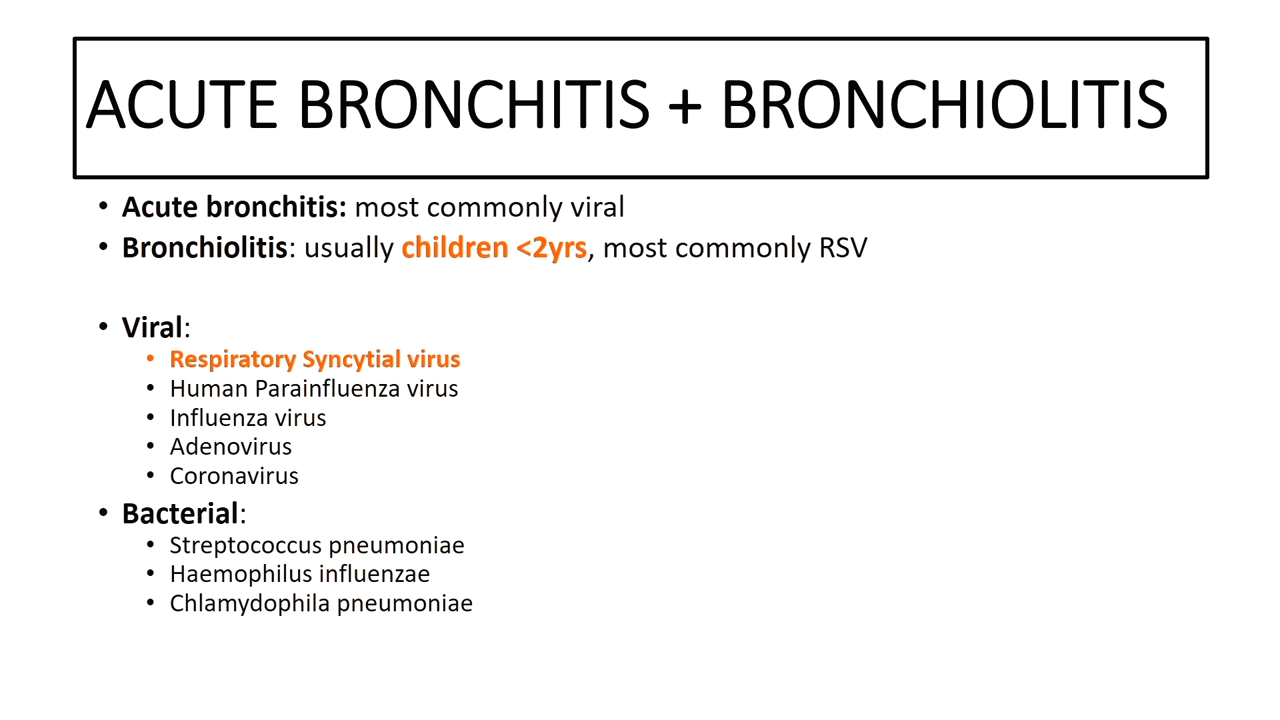 ACUTE BRONCHITIS + BRONCHIOLITIS
• Acute bronchitis: most commonly viral
• Bronchiolitis: usually children <2yrs, most commonly RSV
• Viral:
• Respiratory Syncytial virus
• Human Parainfluenza virus
• Influenza virus
• Adenovirus
• Coronavirus
• Bacterial:
• Streptococcus pneumoniae
• Haemophilus influenzae
• Chlamydophila pneumoniae